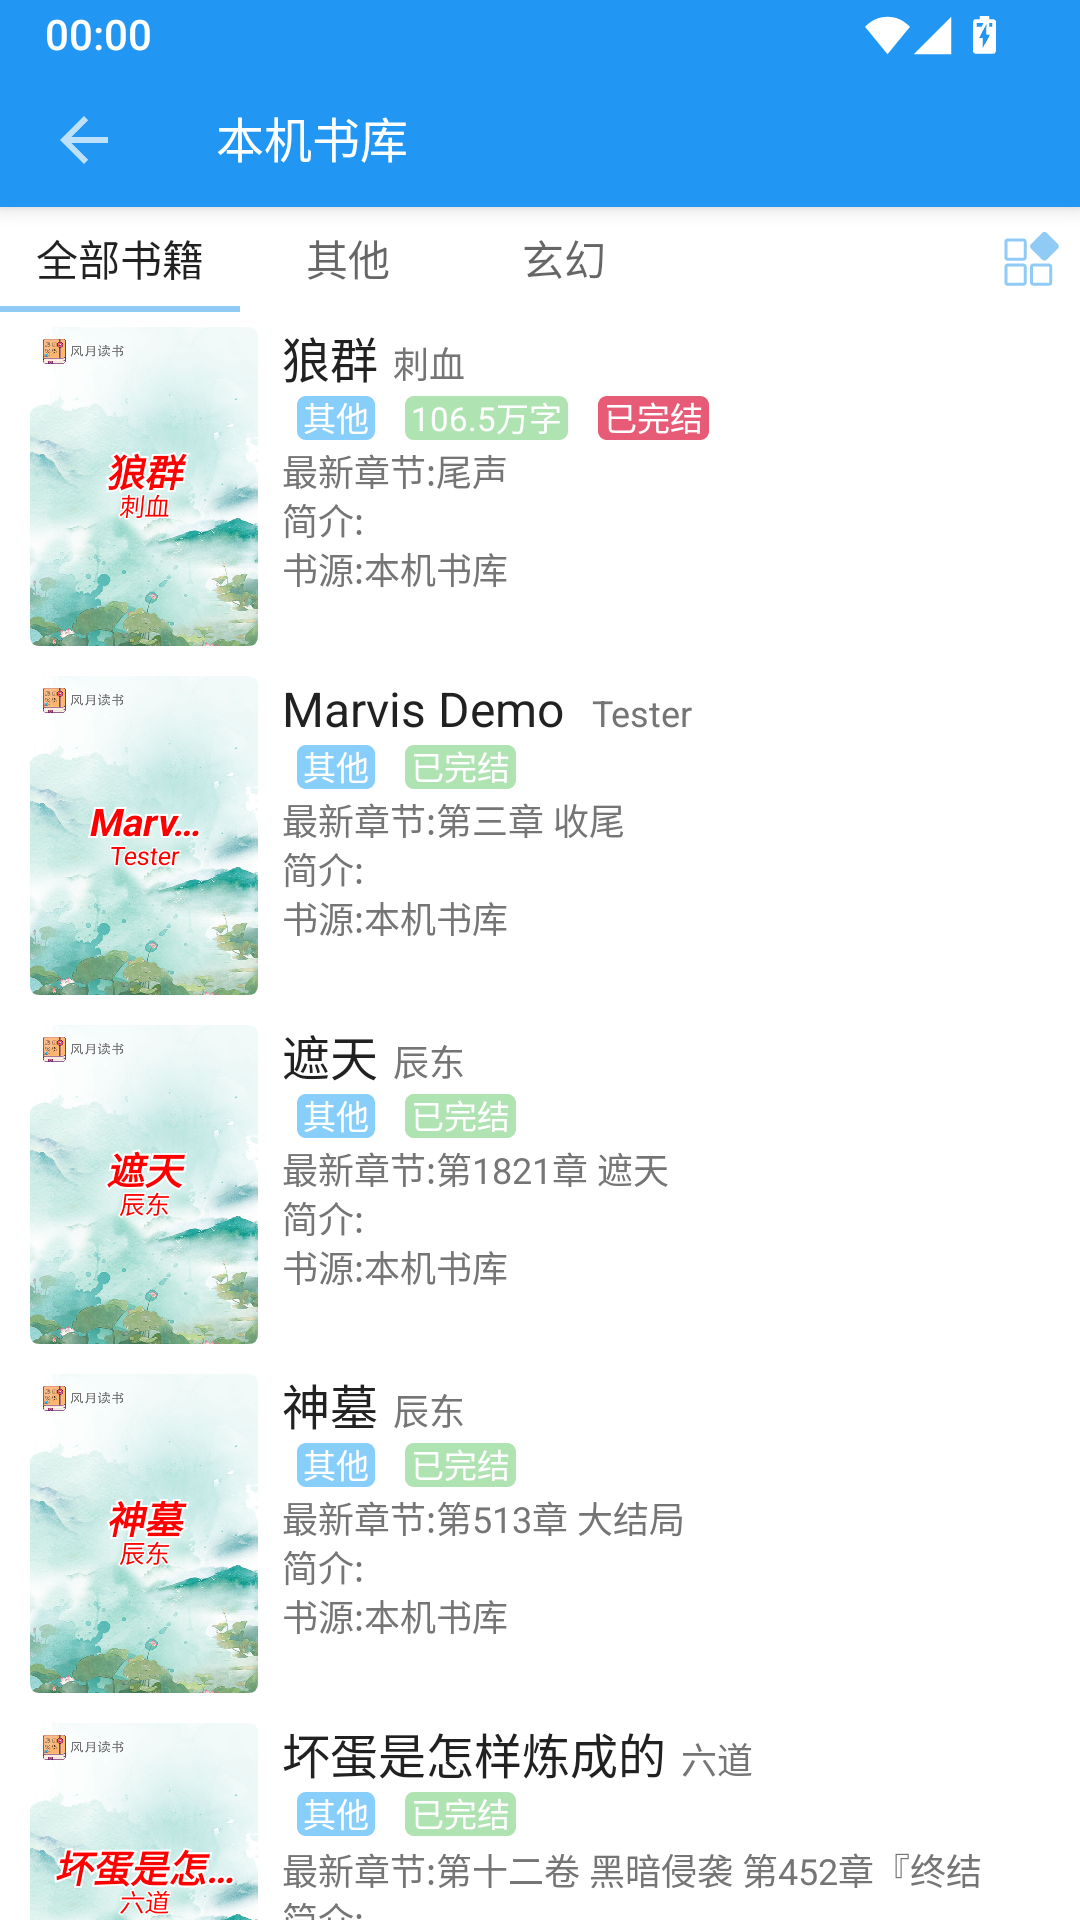 00:00
本机书库
全部书籍 其他 玄幻
风月读书
狼群
刺血
狼群 刺血
其他 106.5万字 已完结
最新章节:尾声
简介:
书源:本机书库
风月读书
Marv...
Tester
Marvis Demo Tester
其他 已完结
最新章节:第三章 收尾
简介:
书源:本机书库
风月读书
遮天
辰东
遮天 辰东
其他 已完结
最新章节:第1821章 遮天
简介:
书源:本机书库
风月读书
神墓
辰东
神墓 辰东
其他 已完结
最新章节:第513章 大结局
简介:
书源:本机书库
风月读书
坏蛋是怎...
六道
坏蛋是怎样炼成的 六道
其他 已完结
最新章节:第十二卷 黑暗侵袭 第452章『终结
简介: